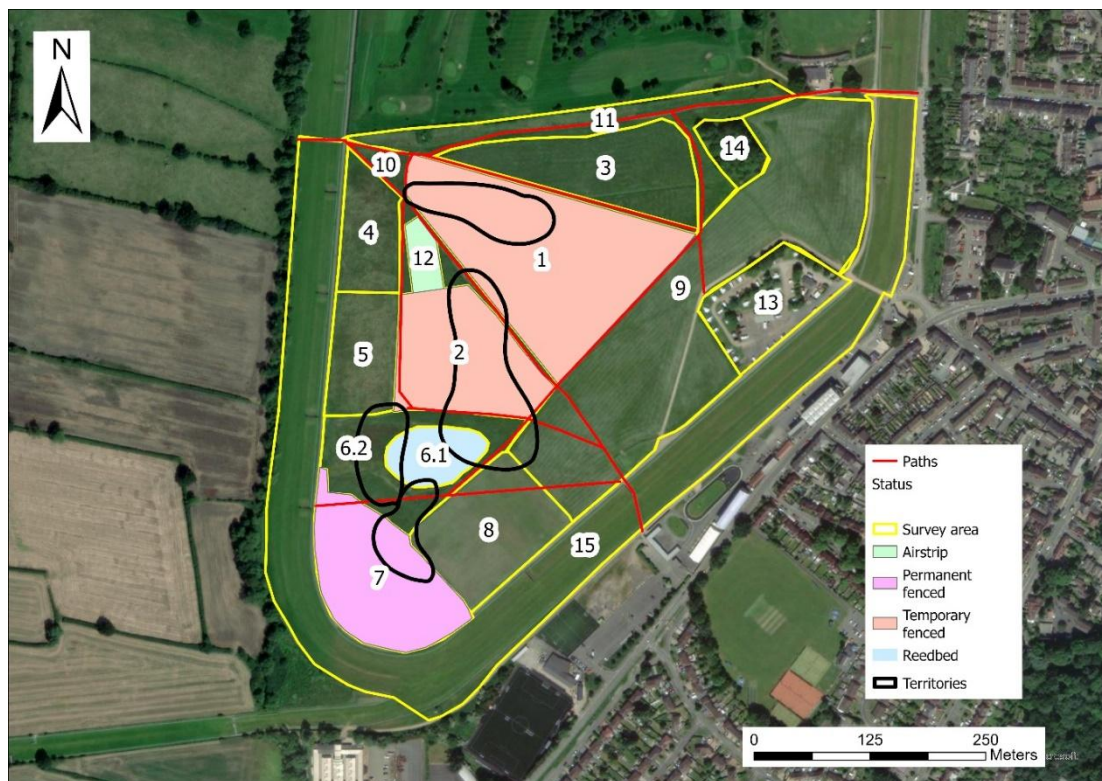 N
11
14
3
10
4
1
12
9
13
5
2
6.2
6.1
8
15
7
Paths
Status
Survey area
Airstrip
Permanent
fenced
Temporary
fenced
Reedbed
Territories
0 125 250
Meters